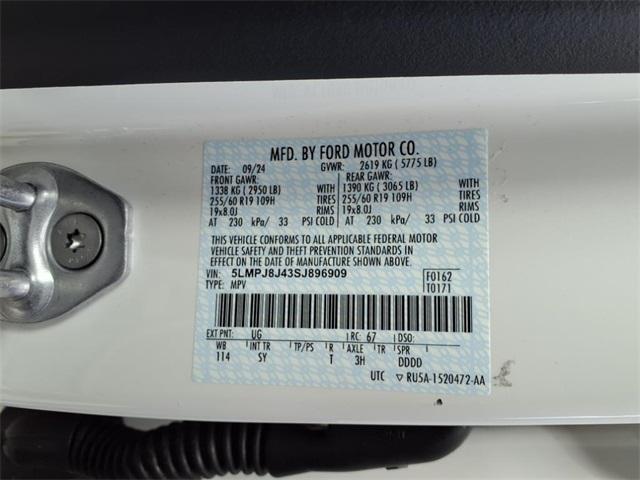 MFD. BY FORD MOTOR CO.
DATE: 09/24 GVWR: 2619 KG ( 5775 LB)
FRONT GAWR: REAR GAWR:
1338 KG ( 2950 LB) WITH 1390 KG ( 3065 LB) WITH
255/60 R19 109H TIRES 255/60 R19 109H TIRES
19x8.0J RIMS 19x8.0J RIMS
AT 230 kPa/ 33 PSI COLD AT 230 kPa/ 33 PSI COLD
THIS VEHICLE CONFORMS TO ALL APPLICABLE FEDERAL MOTOR
VEHICLE SAFETY AND THEFT PREVENTION STANDARDS IN
EFFECT ON THE DATE OF MANUFACTURE SHOWN ABOVE.
VIN: 5LMPJ8J43SJ896909 F0162
TYPE: MPV T0171
EXT PNT: UG RC: 67 DSO:
WB INT TR TP/PS R AXLE TR SPR
114 SY T 3H DDDD
UTC ▽ RU5A-1520472-AA